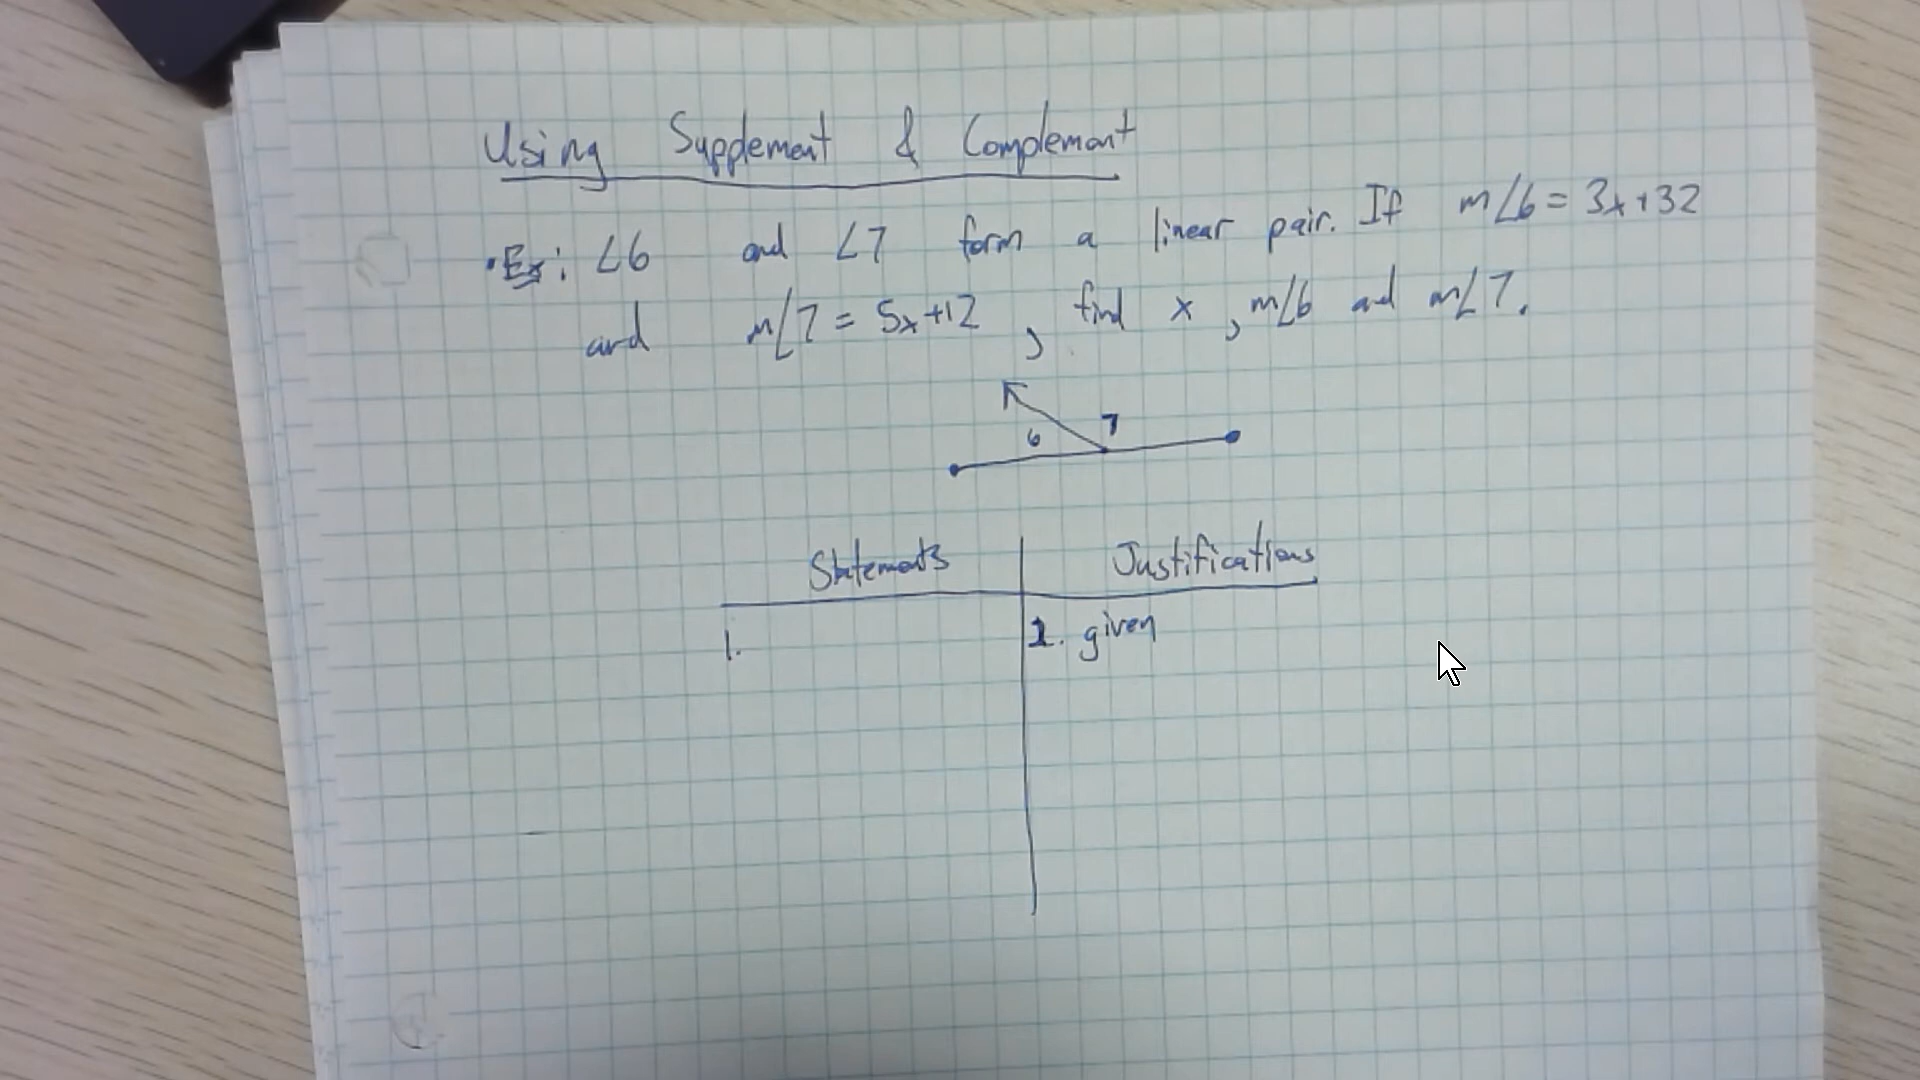 Using Supplement & Complement
• Ex: ∠6 and ∠7 form a linear pair. If m∠6 = 3x+32
and m∠7 = 5x+12, find x, m∠6 and m∠7.
6 7
Statements Justifications
1. 1. given